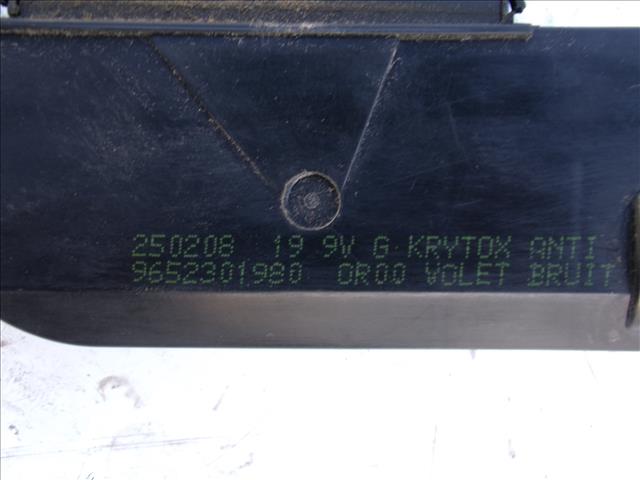 250208 19 9V G·KRYTOX ANTI
9652301980 OR00 VOLET BRUIT